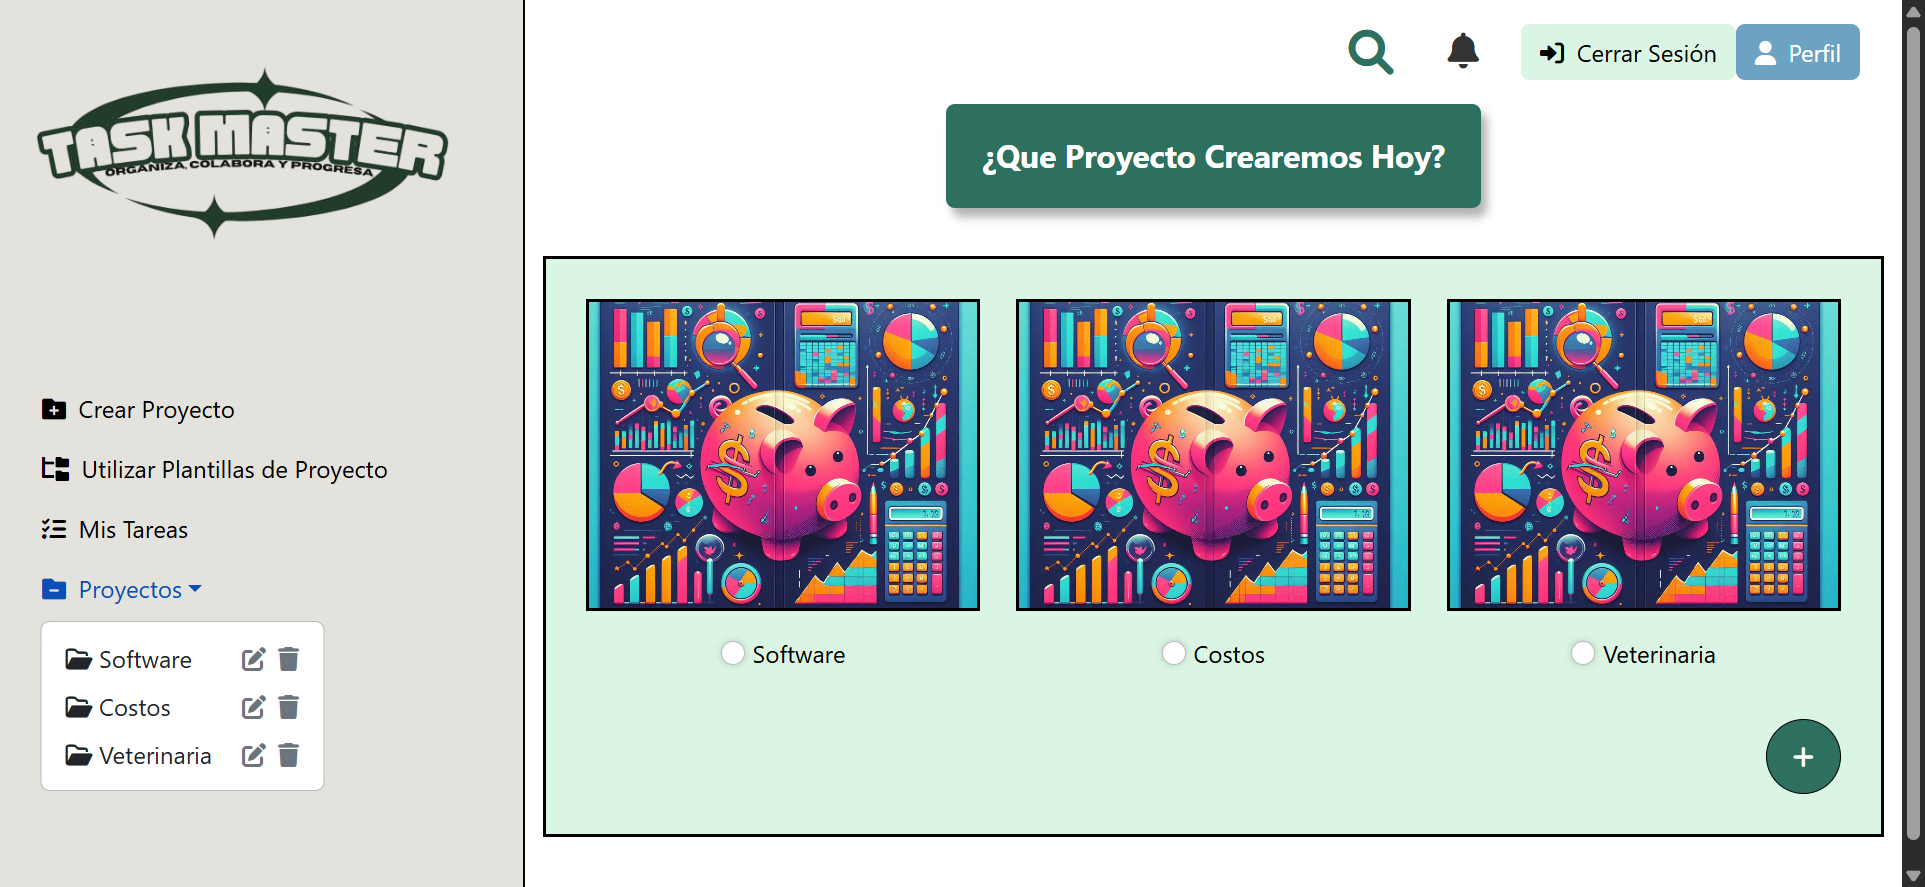 TASK MASTER
ORGANIZA, COLABORA Y PROGRESA
Crear Proyecto
Utilizar Plantillas de Proyecto
Mis Tareas
Proyectos
Software
Costos
Veterinaria
Cerrar Sesión
Perfil
¿Que Proyecto Crearemos Hoy?
Software
Costos
Veterinaria